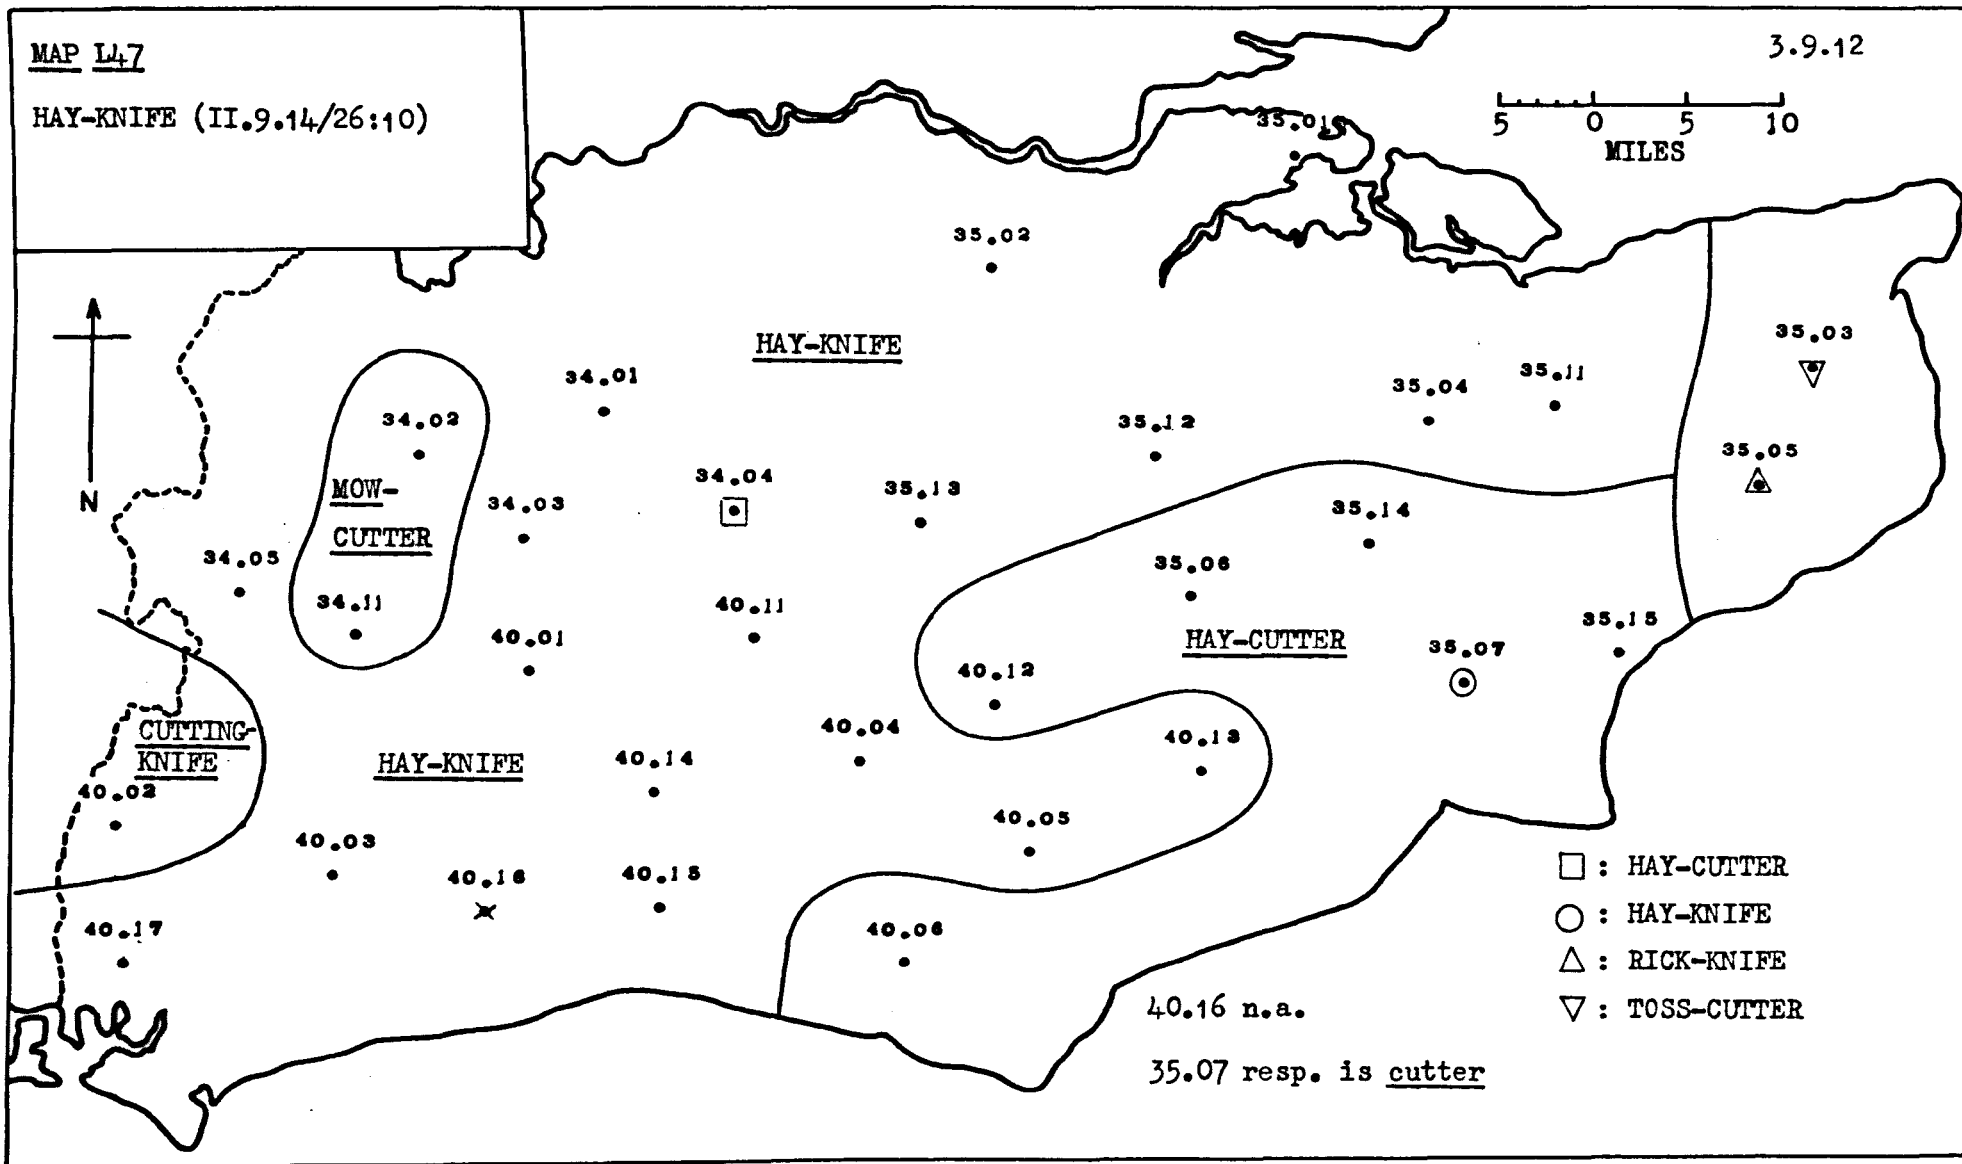 MAP L47
HAY-KNIFE (II.9.14/26:10)
3.9.12
5 0 5 10
MILES
N
35.01
35.02
HAY-KNIFE
35.03
34.01
35.11
35.04
34.02
35.12
35.05
MOW-
CUTTER
34.04
35.13
34.03
35.14
34.05
35.06
34.11
40.11
40.01
HAY-CUTTER
35.15
35.07
40.12
CUTTING-
KNIFE
40.04
40.13
HAY-KNIFE
40.14
40.02
40.05
40.03
40.16
40.15
40.17
40.06
□ : HAY-CUTTER
○ : HAY-KNIFE
△ : RICK-KNIFE
▽ : TOSS-CUTTER
40.16 n.a.
35.07 resp. is cutter